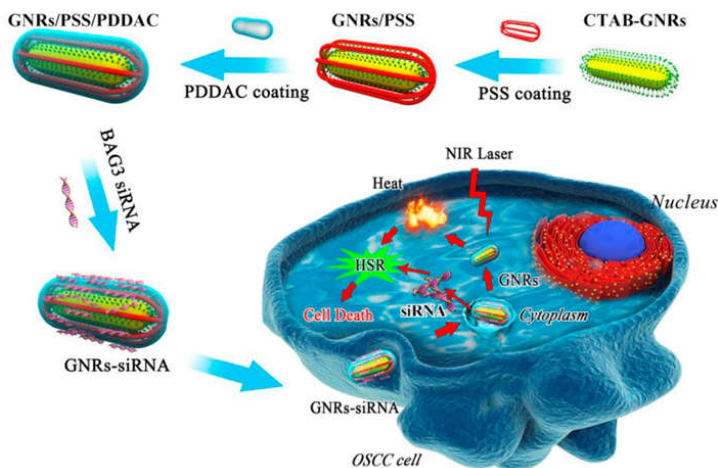 GNRs/PSS/PDDAC
GNRs/PSS
CTAB-GNRs
PDDAC coating
PSS coating
BAG3 siRNA
NIR Laser
Heat
Nucleus
HSR
GNRs
siRNA
Cell Death
Cytoplasm
GNRs-siRNA
GNRs-siRNA
OSCC cell